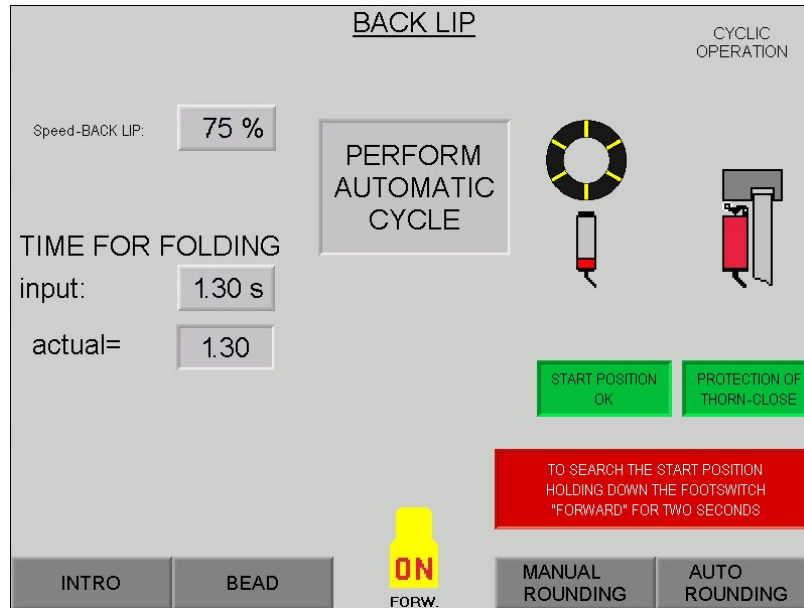 BACK LIP
CYCLIC
OPERATION
Speed-BACK LIP:
75 %
PERFORM
AUTOMATIC
CYCLE
TIME FOR FOLDING
input:
1.30 s
actual=
1.30
START POSITION
OK
PROTECTION OF
THORN-CLOSE
TO SEARCH THE START POSITION
HOLDING DOWN THE FOOTSWITCH
"FORWARD" FOR TWO SECONDS
INTRO
BEAD
ON
FORW.
MANUAL
ROUNDING
AUTO
ROUNDING